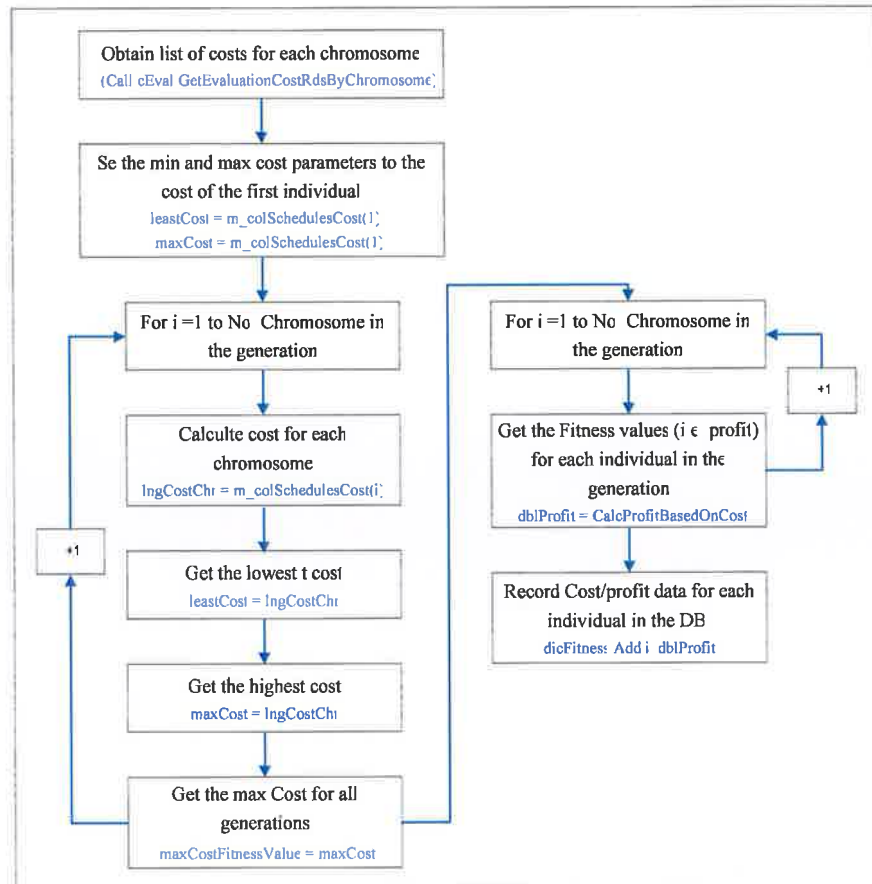 Obtain list of costs for each chromosome
(Call cEval GetEvaluationCostRdsByChromosome)
Se the min and max cost parameters to the
cost of the first individual
leastCost = m_colSchedulesCost(1)
maxCost = m_colSchedulesCost(1)
For i =1 to No Chromosome in
the generation
Calculte cost for each
chromosome
lngCostChr = m_colSchedulesCost(i)
+1
Get the lowest t cost
leastCost = lngCostChr
Get the highest cost
maxCost = lngCostChr
Get the max Cost for all
generations
maxCostFitnessValue = maxCost
For i =1 to No Chromosome in
the generation
+1
Get the Fitness values (i e profit)
for each individual in the
generation
dblProfit = CalcProfitBasedOnCost
Record Cost/profit data for each
individual in the DB
dicFitness Add i dblProfit